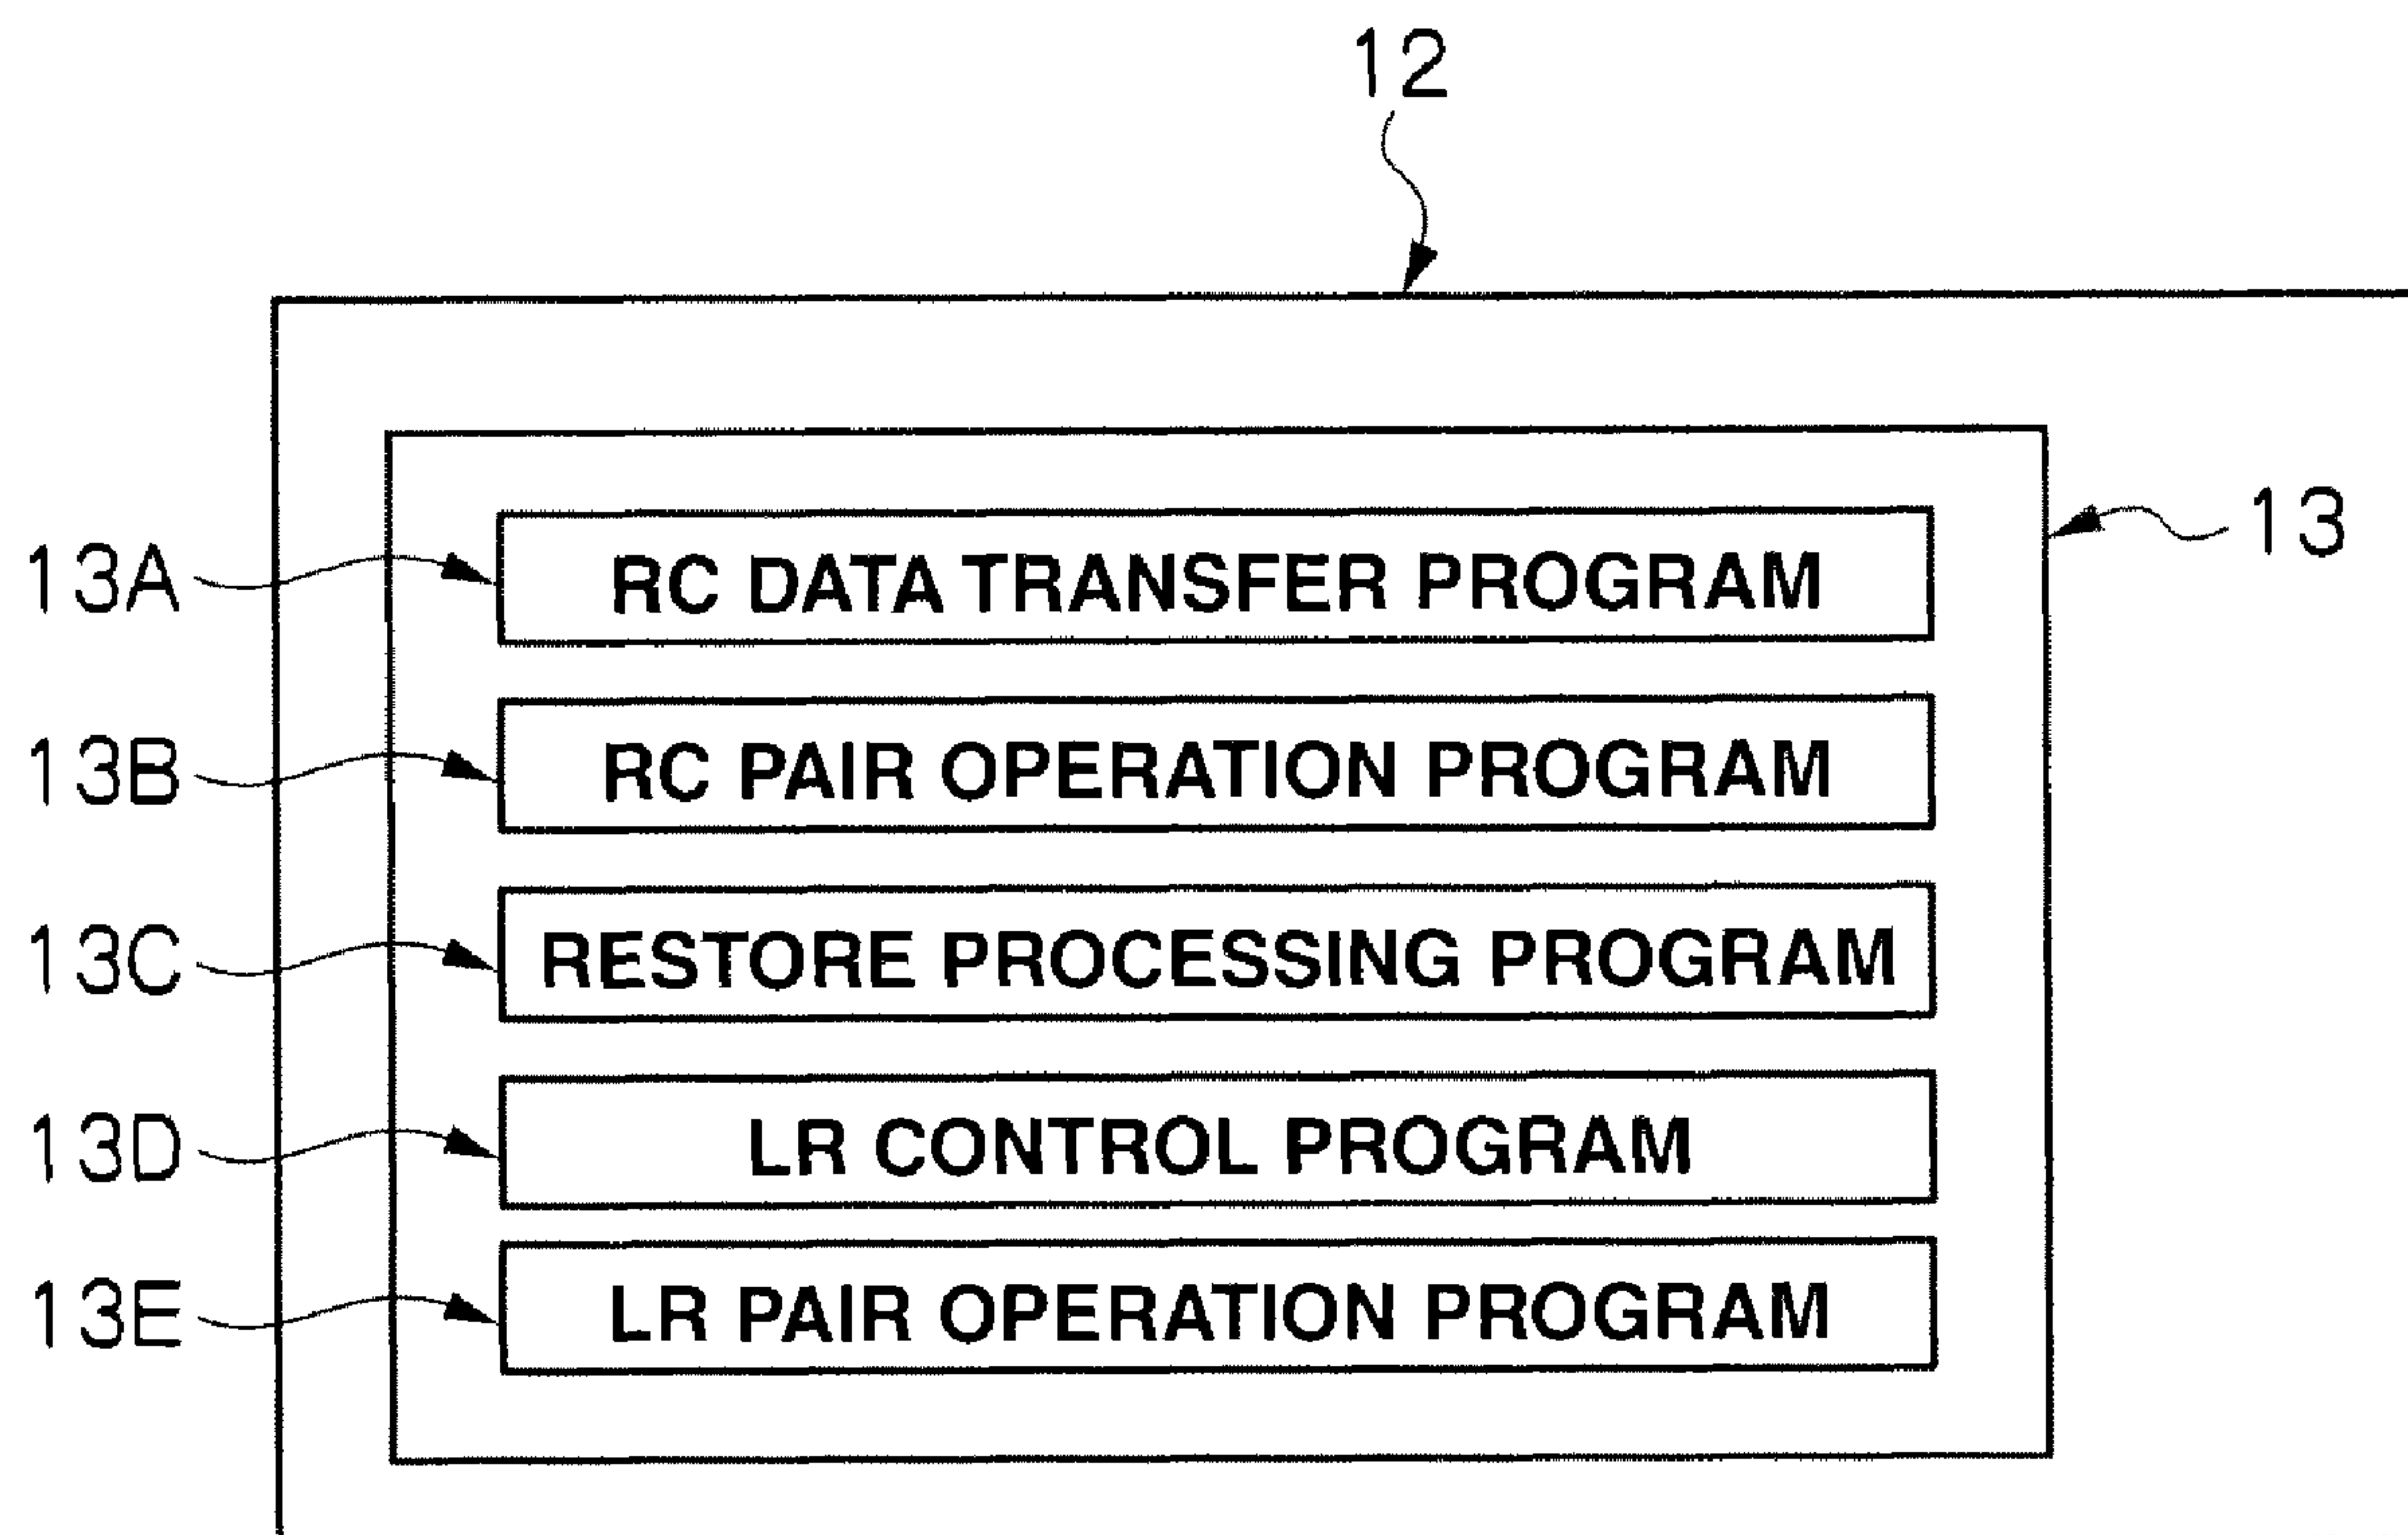 12
13
13A RC DATA TRANSFER PROGRAM
13B RC PAIR OPERATION PROGRAM
13C RESTORE PROCESSING PROGRAM
13D LR CONTROL PROGRAM
13E LR PAIR OPERATION PROGRAM